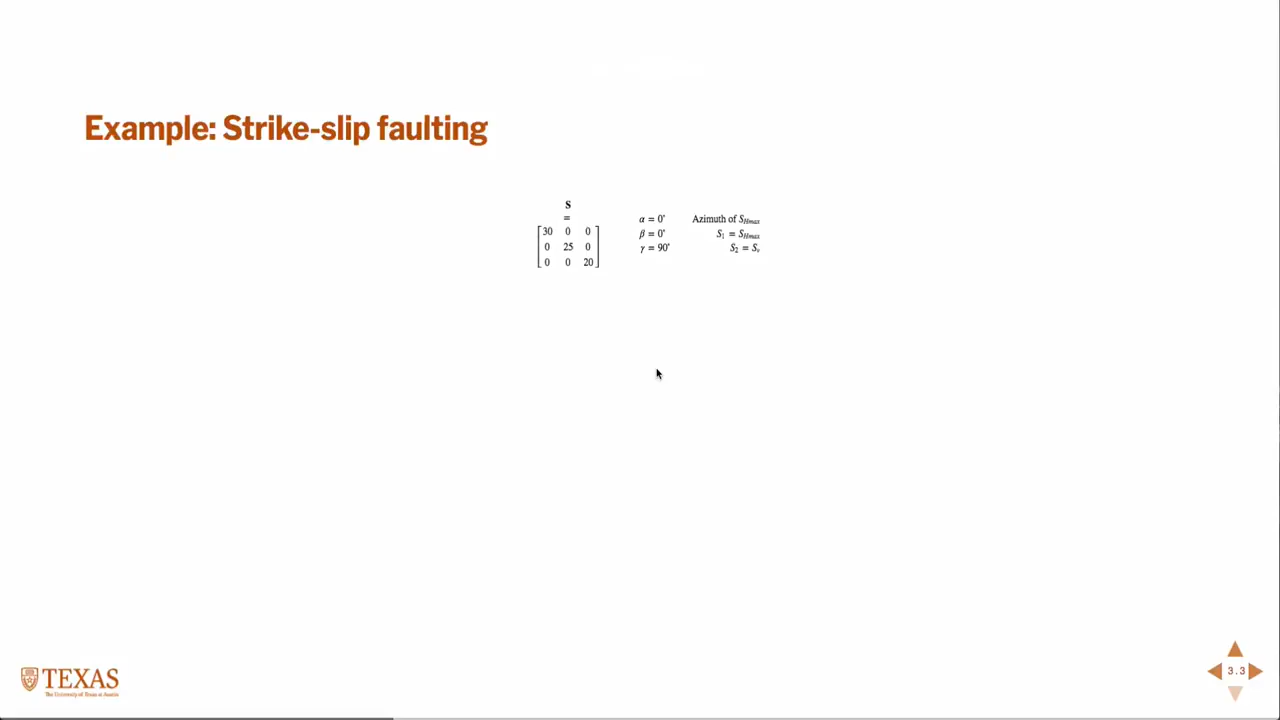 Example: Strike-slip faulting
S
=
30 0 0
0 25 0
0 0 20
α = 0° Azimuth of S_Hmax
β = 0° S₁ = S_Hmax
γ = 90° S₂ = Sᵥ
TEXAS
The University of Texas at Austin
3.3